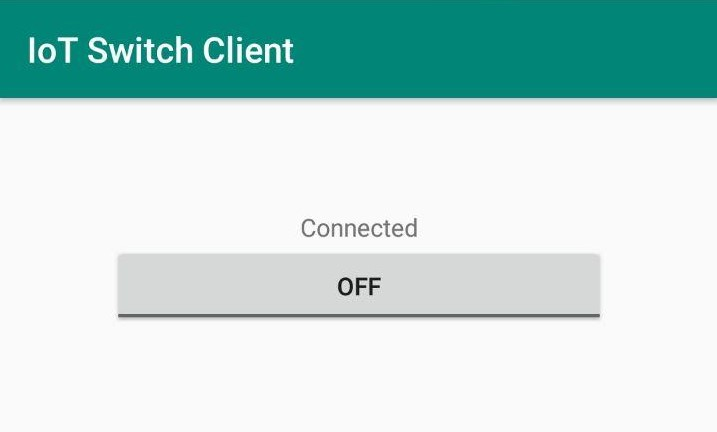 IoT Switch Client
Connected
OFF